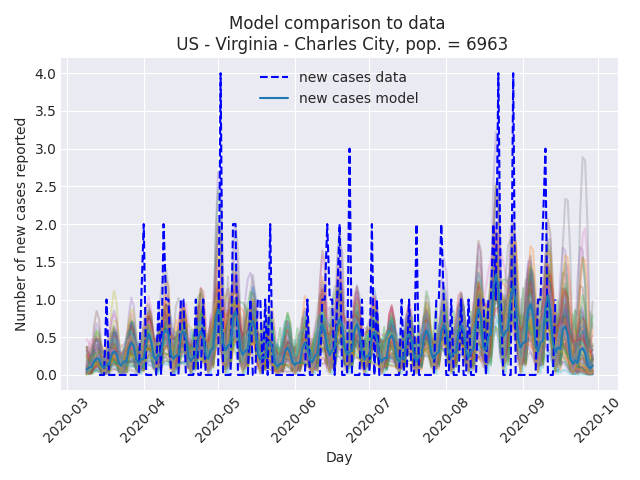 Model comparison to data
US - Virginia - Charles City, pop. = 6963
new cases data
new cases model
Number of new cases reported
4.0
3.5
3.0
2.5
2.0
1.5
1.0
0.5
0.0
2020-03
2020-04
2020-05
2020-06
2020-07
2020-08
2020-09
2020-10
Day